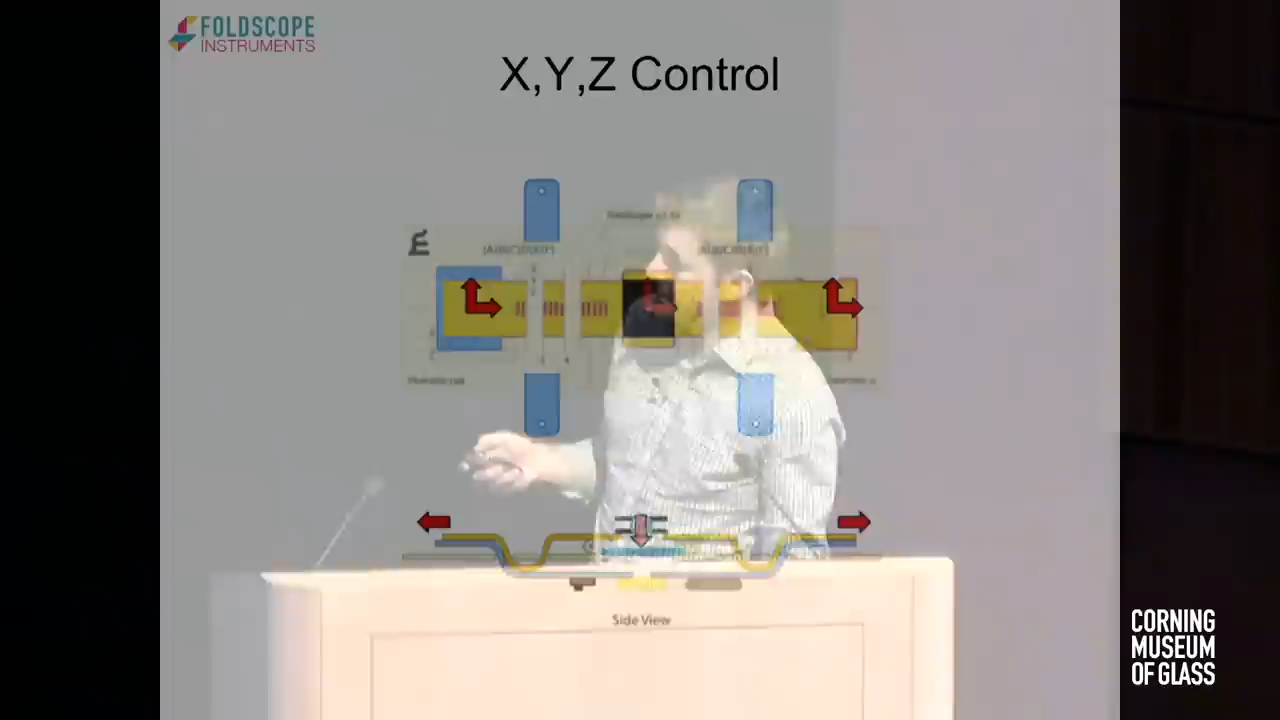 FOLDSCOPE
INSTRUMENTS
X,Y,Z Control
Side View
CORNING
MUSEUM
OF GLASS